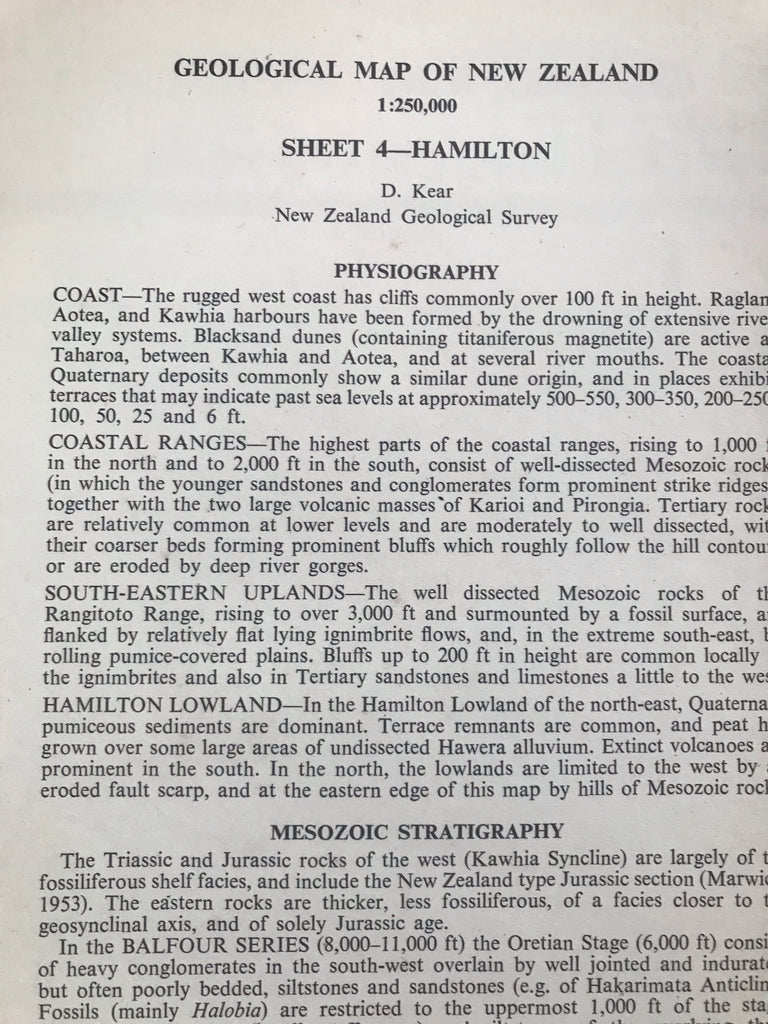 GEOLOGICAL MAP OF NEW ZEALAND
1:250,000
SHEET 4—HAMILTON
D. Kear
New Zealand Geological Survey
PHYSIOGRAPHY
COAST—The rugged west coast has cliffs commonly over 100 ft in height. Raglan
Aotea, and Kawhia harbours have been formed by the drowning of extensive rive
valley systems. Blacksand dunes (containing titaniferous magnetite) are active a
Taharoa, between Kawhia and Aotea, and at several river mouths. The coasta
Quaternary deposits commonly show a similar dune origin, and in places exhibi
terraces that may indicate past sea levels at approximately 500–550, 300–350, 200–250
100, 50, 25 and 6 ft.
COASTAL RANGES—The highest parts of the coastal ranges, rising to 1,000 f
in the north and to 2,000 ft in the south, consist of well-dissected Mesozoic rock
(in which the younger sandstones and conglomerates form prominent strike ridges
together with the two large volcanic masses of Karioi and Pirongia. Tertiary rock
are relatively common at lower levels and are moderately to well dissected, wit
their coarser beds forming prominent bluffs which roughly follow the hill contou
or are eroded by deep river gorges.
SOUTH-EASTERN UPLANDS—The well dissected Mesozoic rocks of th
Rangitoto Range, rising to over 3,000 ft and surmounted by a fossil surface, a
flanked by relatively flat lying ignimbrite flows, and, in the extreme south-east, b
rolling pumice-covered plains. Bluffs up to 200 ft in height are common locally
the ignimbrites and also in Tertiary sandstones and limestones a little to the wes
HAMILTON LOWLAND—In the Hamilton Lowland of the north-east, Quaterna
pumiceous sediments are dominant. Terrace remnants are common, and peat h
grown over some large areas of undissected Hawera alluvium. Extinct volcanoes a
prominent in the south. In the north, the lowlands are limited to the west by a
eroded fault scarp, and at the eastern edge of this map by hills of Mesozoic rock
MESOZOIC STRATIGRAPHY
The Triassic and Jurassic rocks of the west (Kawhia Syncline) are largely of t
fossiliferous shelf facies, and include the New Zealand type Jurassic section (Marwic
1953). The eastern rocks are thicker, less fossiliferous, of a facies closer to t
geosynclinal axis, and of solely Jurassic age.
In the BALFOUR SERIES (8,000–11,000 ft) the Oretian Stage (6,000 ft) consi
of heavy conglomerates in the south-west overlain by well jointed and indurate
but often poorly bedded, siltstones and sandstones (e.g. of Hakarimata Anticlin
Fossils (mainly Halobia) are restricted to the uppermost 1,000 ft of the sta